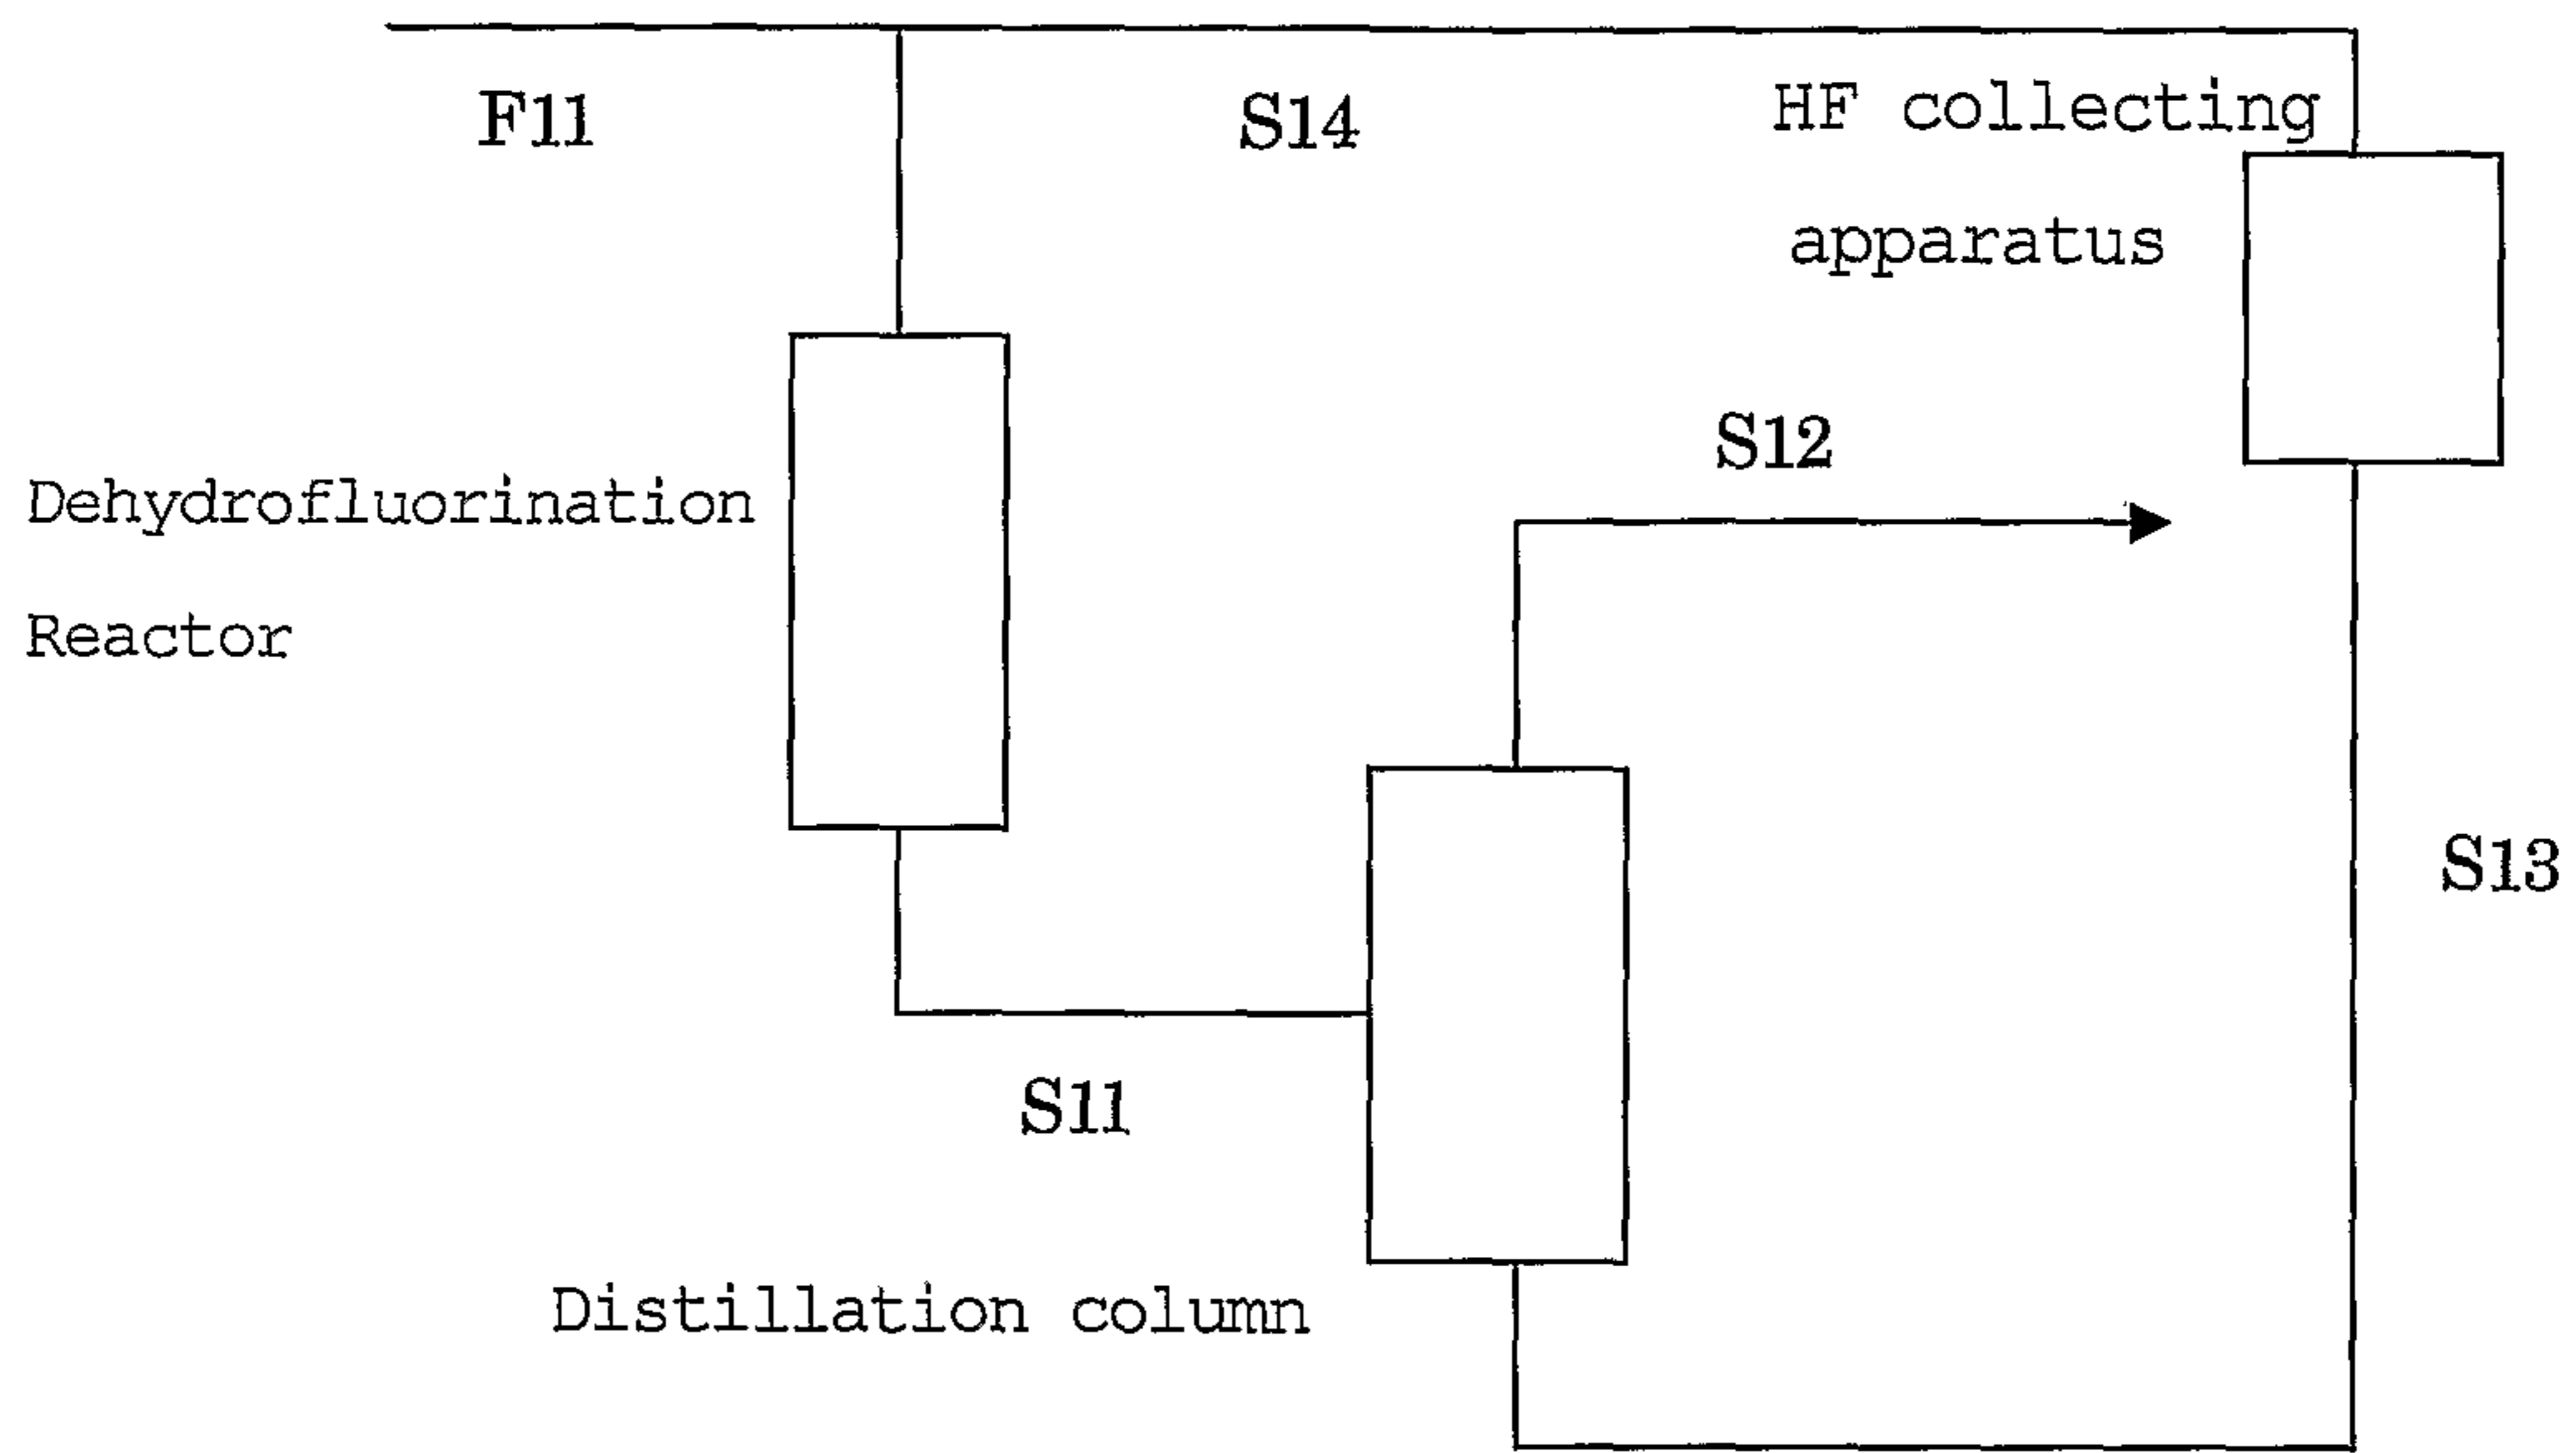 F11
S14
HF collecting
apparatus
S12
Dehydrofluorination
Reactor
S13
S11
Distillation column